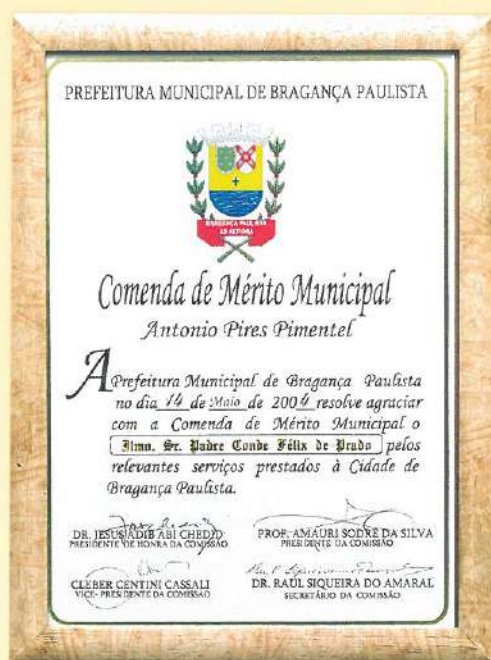 PREFEITURA MUNICIPAL DE BRAGANÇA PAULISTA
Comenda de Mérito Municipal
Antonio Pires Pimentel
A Prefeitura Municipal de Bragança Paulista
no dia 14 de Maio de 2004 resolve agraciar
com a Comenda de Mérito Municipal o
Ilmo. Sr. Padre Conde Félix de Prado pelos
relevantes serviços prestados à Cidade de
Bragança Paulista.
DR. JESUS ADIB ABI CHEDID
PRESIDENTE DE HONRA DA COMISSÃO
PROF. AMAURI SODRÉ DA SILVA
PRESIDENTE DA COMISSÃO
CLEBER CENTINI CASSALI
VICE-PRESIDENTE DA COMISSÃO
DR. RAUL SIQUEIRA DO AMARAL
SECRETÁRIO DA COMISSÃO